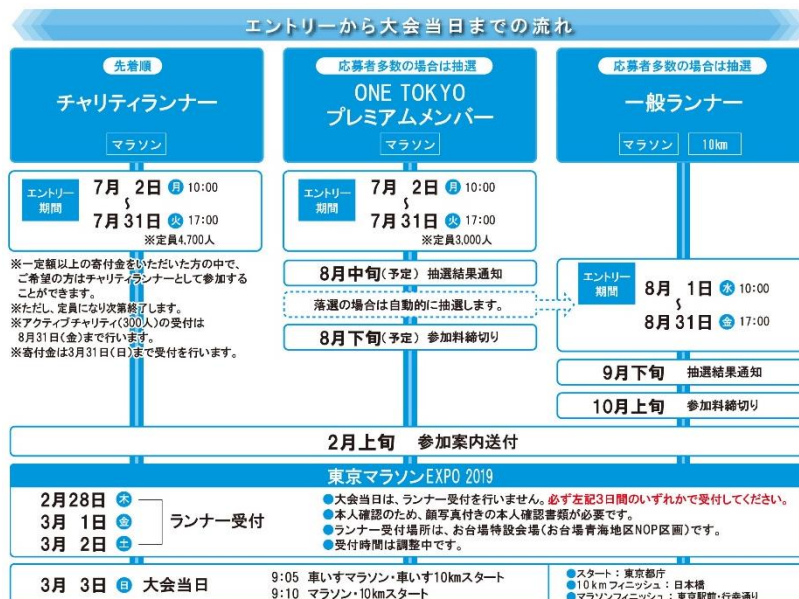 エントリーから大会当日までの流れ
先着順
チャリティランナー
マラソン
エントリー
期間
7月 2日 月 10:00
〜
7月31日 火 17:00
※定員4,700人
※一定額以上の寄付金をいただいた方の中で、
ご希望の方はチャリティランナーとして参加する
ことができます。
※ただし、定員になり次第終了します。
※アクティブチャリティ(300人)の受付は
8月31日(金)まで行います。
※寄付金は3月31日(日)まで受付を行います。
応募者多数の場合は抽選
ONE TOKYO
プレミアムメンバー
マラソン
エントリー
期間
7月 2日 月 10:00
〜
7月31日 火 17:00
※定員3,000人
8月中旬(予定) 抽選結果通知
落選の場合は自動的に抽選します。
8月下旬(予定) 参加料締切り
応募者多数の場合は抽選
一般ランナー
マラソン 10km
エントリー
期間
8月 1日 水 10:00
〜
8月31日 金 17:00
9月下旬 抽選結果通知
10月上旬 参加料締切り
2月上旬 参加案内送付
東京マラソンEXPO 2019
2月28日 木
3月 1日 金
3月 2日 土
ランナー受付
●大会当日は、ランナー受付を行いません。必ず左記3日間のいずれかで受付してください。
●本人確認のため、顔写真付きの本人確認書類が必要です。
●ランナー受付場所は、お台場特設会場(お台場青海地区NOP区画)です。
●受付時間は調整中です。
3月 3日 日 大会当日
9:05 車いすマラソン・車いす10kmスタート
9:10 マラソン・10kmスタート
●スタート：東京都庁
●10kmフィニッシュ：日本橋
●マラソンフィニッシュ：東京駅前・行幸通り